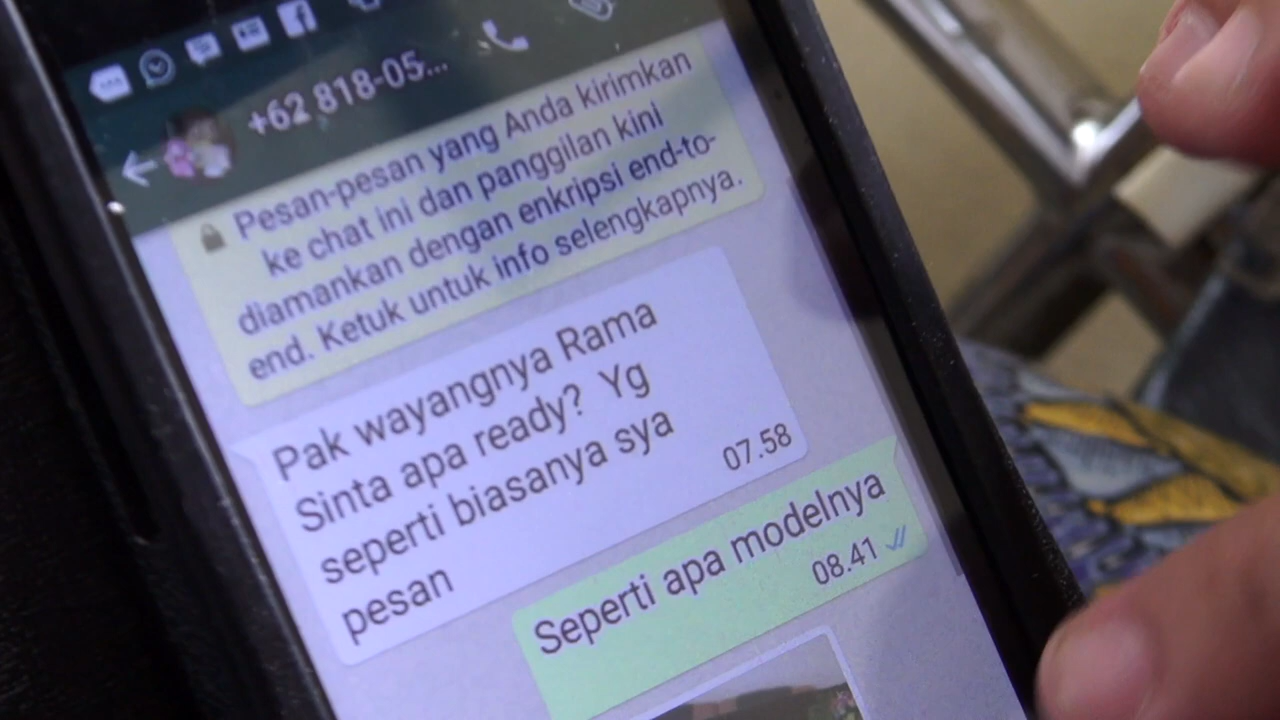 +62 818-05...
Pesan-pesan yang Anda kirimkan
ke chat ini dan panggilan kini
diamankan dengan enkripsi end-to-
end. Ketuk untuk info selengkapnya.
Pak wayangnya Rama
Sinta apa ready? Yg
seperti biasanya sya
pesan
07.58
Seperti apa modelnya
08.41